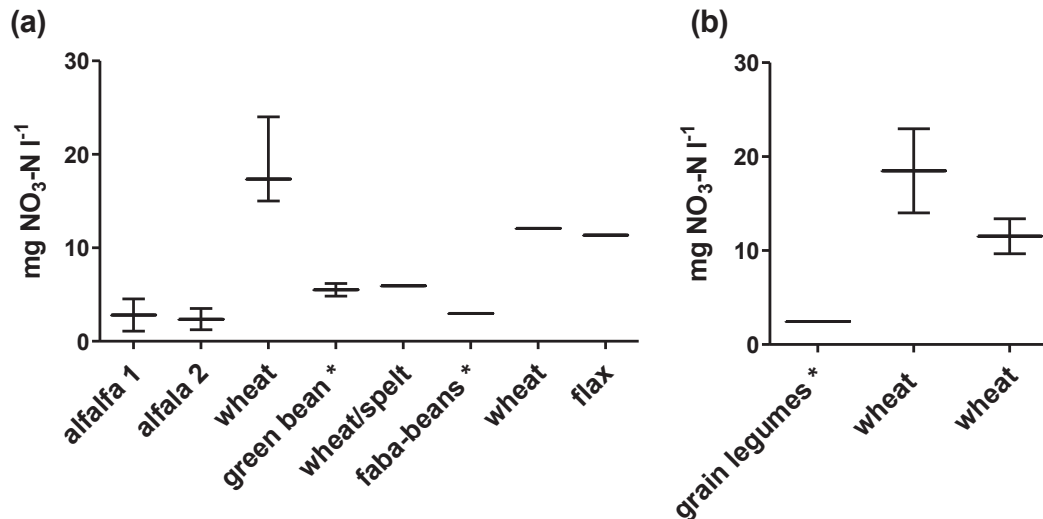 (a)
mg NO₃-N l⁻¹
30
20
10
0
alfalfa 1
alfala 2
wheat
green bean *
wheat/spelt
faba-beans *
wheat
flax
(b)
mg NO₃-N l⁻¹
30
20
10
0
grain legumes *
wheat
wheat